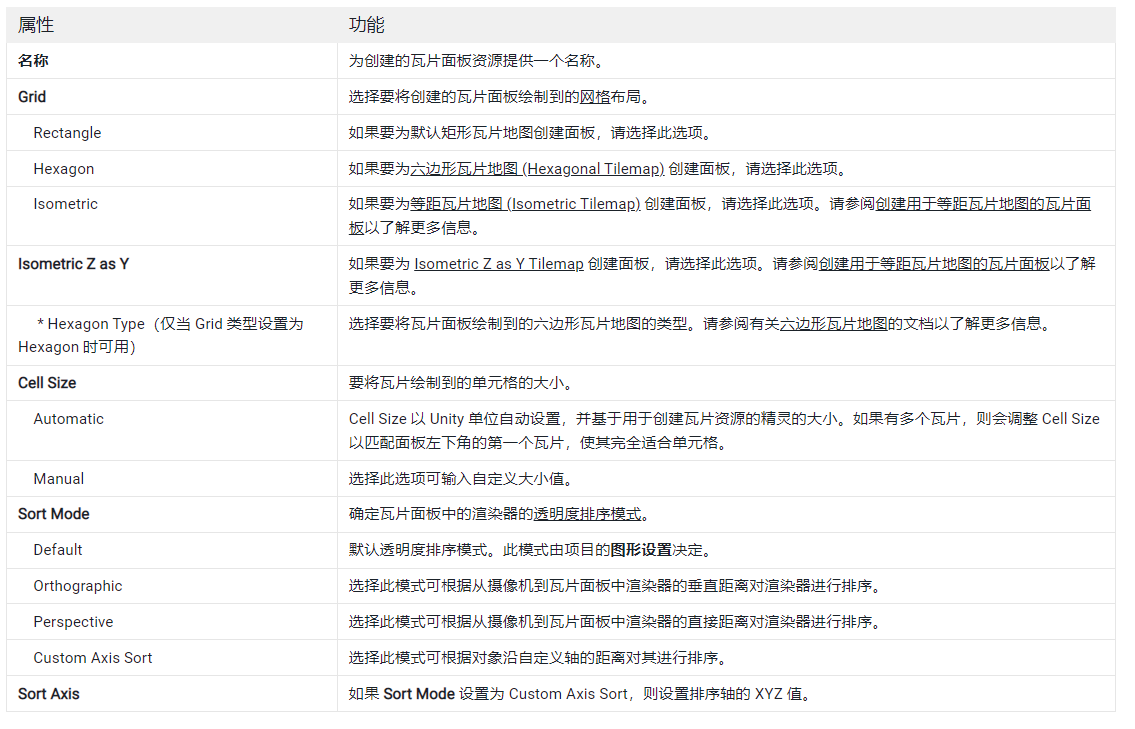 属性 功能
名称 为创建的瓦片面板资源提供一个名称。
Grid 选择要将创建的瓦片面板绘制到的网格布局。
Rectangle 如果要为默认矩形瓦片地图创建面板，请选择此选项。
Hexagon 如果要为六边形瓦片地图 (Hexagonal Tilemap) 创建面板，请选择此选项。
Isometric 如果要为等距瓦片地图 (Isometric Tilemap) 创建面板，请选择此选项。请参阅创建用于等距瓦片地图的瓦片面
板以了解更多信息。
Isometric Z as Y 如果要为 Isometric Z as Y Tilemap 创建面板，请选择此选项。请参阅创建用于等距瓦片地图的瓦片面板以了解
更多信息。
* Hexagon Type（仅当 Grid 类型设置为 选择要将瓦片面板绘制到的六边形瓦片地图的类型。请参阅有关六边形瓦片地图的文档以了解更多信息。
Hexagon 时可用）
Cell Size 要将瓦片绘制到的单元格的大小。
Automatic Cell Size 以 Unity 单位自动设置，并基于用于创建瓦片资源的精灵的大小。如果有多个瓦片，则会调整 Cell Size
以匹配面板左下角的第一个瓦片，使其完全适合单元格。
Manual 选择此选项可输入自定义大小值。
Sort Mode 确定瓦片面板中的渲染器的透明度排序模式。
Default 默认透明度排序模式。此模式由项目的图形设置决定。
Orthographic 选择此模式可根据从摄像机到瓦片面板中渲染器的垂直距离对渲染器进行排序。
Perspective 选择此模式可根据从摄像机到瓦片面板中渲染器的直接距离对渲染器进行排序。
Custom Axis Sort 选择此模式可根据对象沿自定义轴的距离对其进行排序。
Sort Axis 如果 Sort Mode 设置为 Custom Axis Sort，则设置排序轴的 XYZ 值。